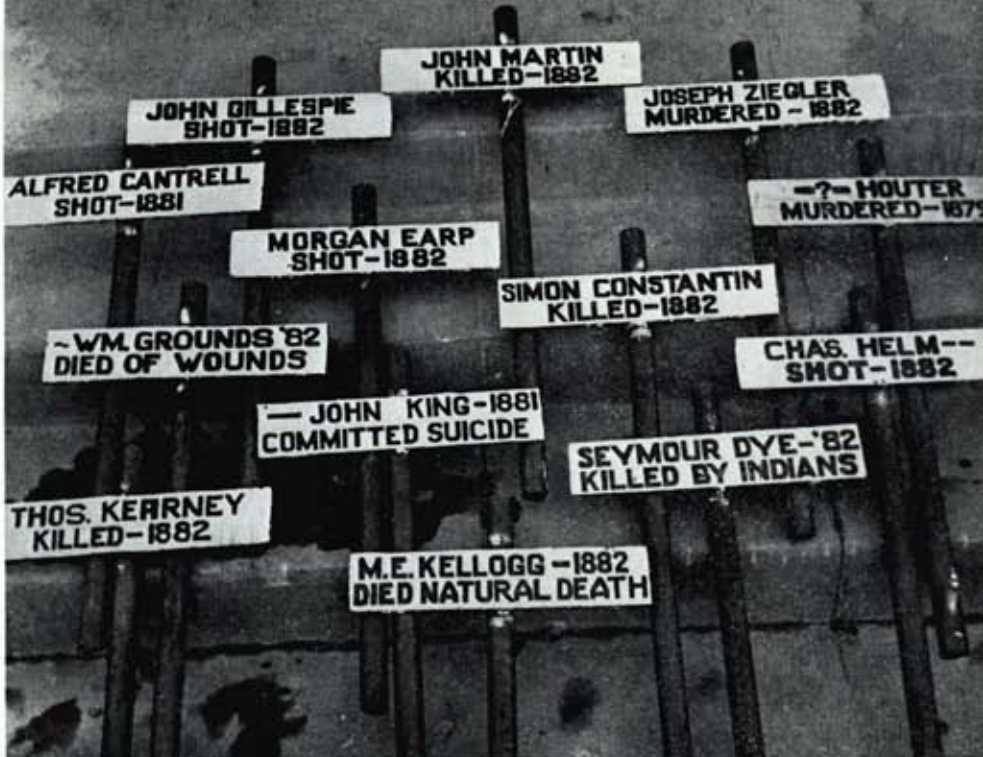 JOHN MARTIN
KILLED-1882
JOHN GILLESPIE
SHOT-1882
JOSEPH ZIEGLER
MURDERED - 1882
ALFRED CANTRELL
SHOT-1881
-?- HOUTER
MURDERED-1879
MORGAN EARP
SHOT-1882
SIMON CONSTANTIN
KILLED-1882
~WM. GROUNDS '82
DIED OF WOUNDS
CHAS. HELM--
SHOT-1882
— JOHN KING-1881
COMMITTED SUICIDE
SEYMOUR DYE-'82
KILLED BY INDIANS
THOS. KEARNEY
KILLED-1882
M.E. KELLOGG -1882
DIED NATURAL DEATH